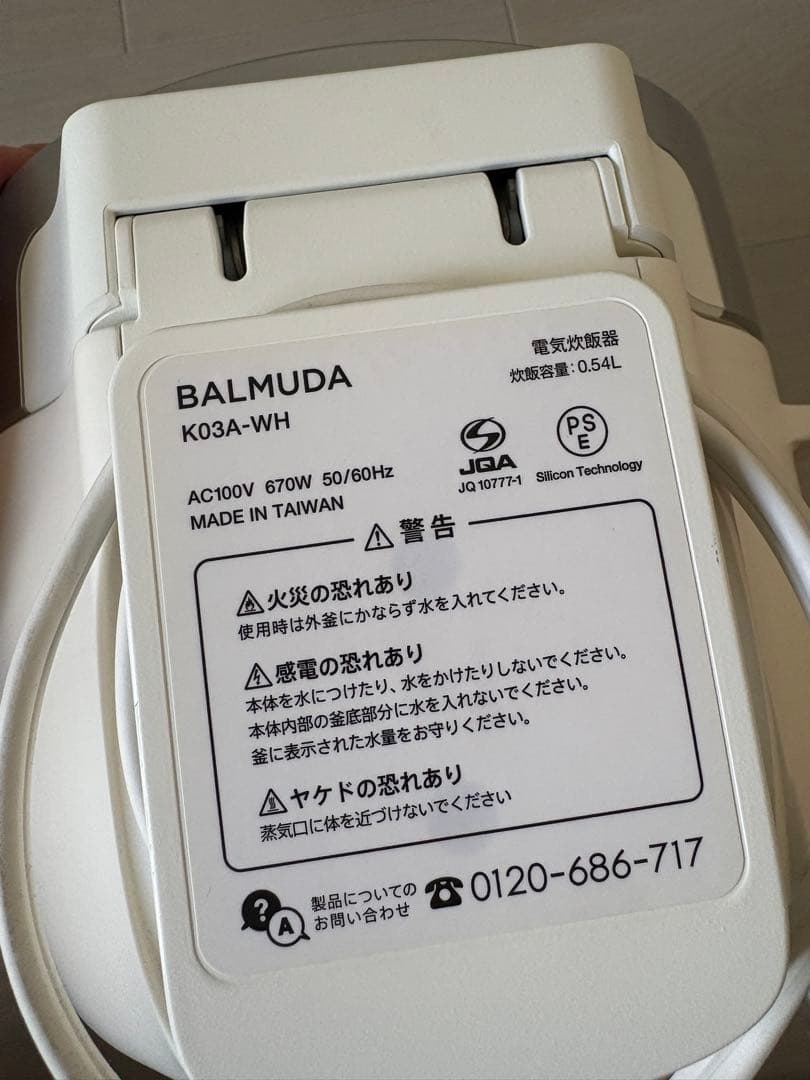 BALMUDA
K03A-WH
電気炊飯器
炊飯容量：0.54L
AC100V 670W 50/60Hz
MADE IN TAIWAN
JQA
JQ 10777-1
PSE
Silicon Technology
警告
火災の恐れあり
使用時は外釜にかならず水を入れてください。
感電の恐れあり
本体を水につけたり、水をかけたりしないでください。
本体内部の釜底部分に水を入れないでください。
釜に表示された水量をお守りください。
ヤケドの恐れあり
蒸気口に体を近づけないでください
? A
製品についての
お問い合わせ
0120-686-717